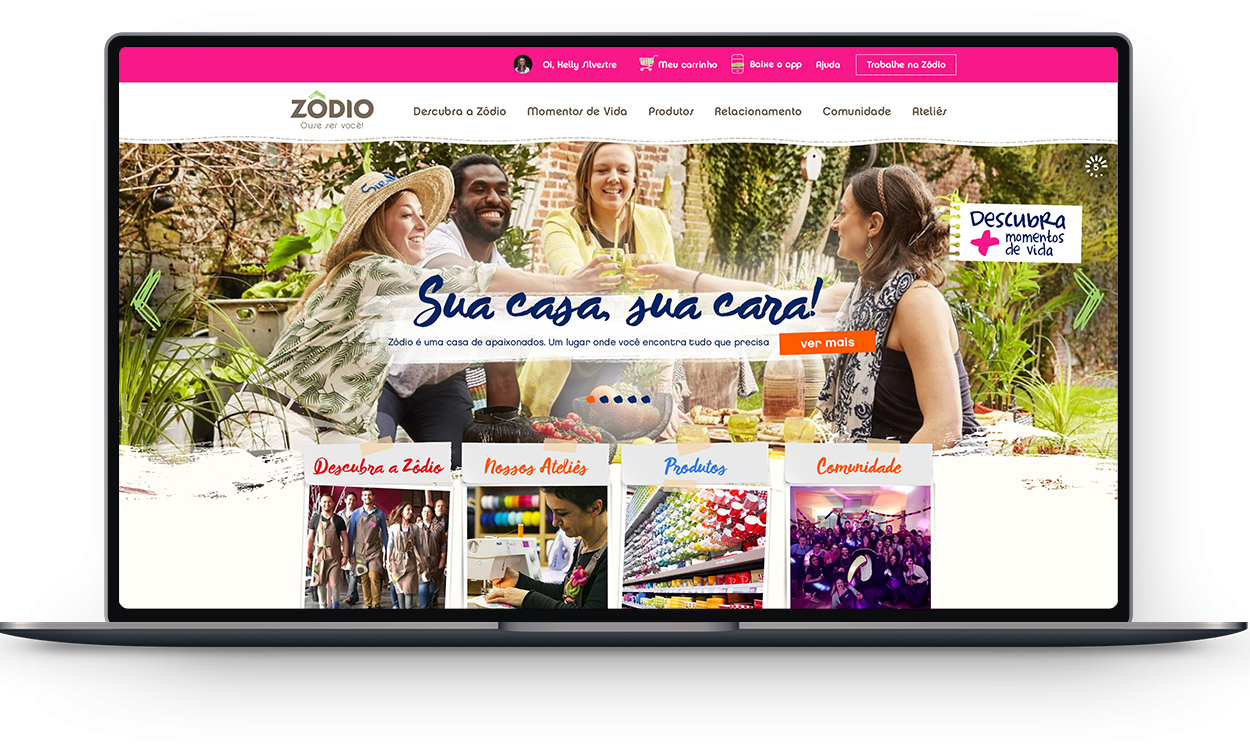 Oi, Kelly Silvestre
Meu carrinho
Baixe o app
Ajuda
Trabalhe na Zôdio
ZÔDIO
Ouse ser você!
Descubra a Zôdio
Momentos de Vida
Produtos
Relacionamento
Comunidade
Ateliês
5
Descubra
+ momentos
de vida
Sua casa, sua cara!
Zôdio é uma casa de apaixonados. Um lugar onde você encontra tudo que precisa
ver mais
Descubra a Zôdio
Nossos Ateliês
Produtos
Comunidade